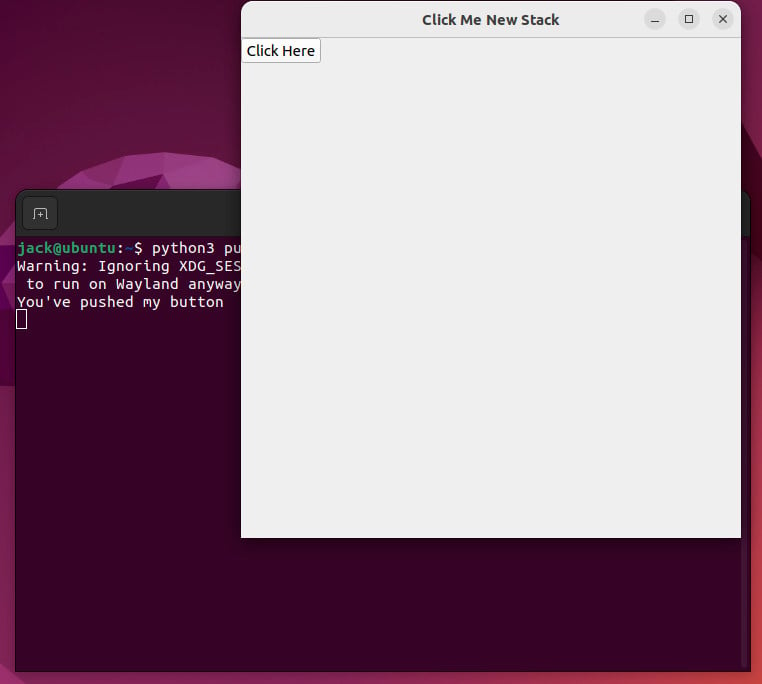 Click Me New Stack
Click Here
jack@ubuntu:~$ python3 pu
Warning: Ignoring XDG_SES
to run on Wayland anyway
You've pushed my button